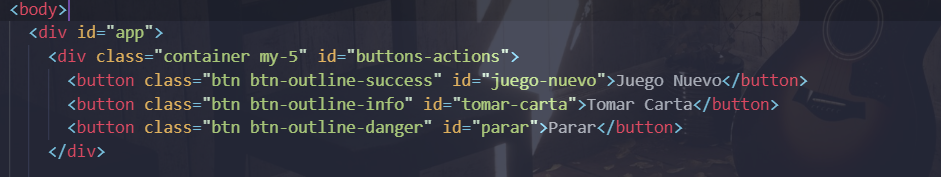 <body>
<div id="app">
<div class="container my-5" id="buttons-actions">
<button class="btn btn-outline-success" id="juego-nuevo">Juego Nuevo</button>
<button class="btn btn-outline-info" id="tomar-carta">Tomar Carta</button>
<button class="btn btn-outline-danger" id="parar">Parar</button>
</div>